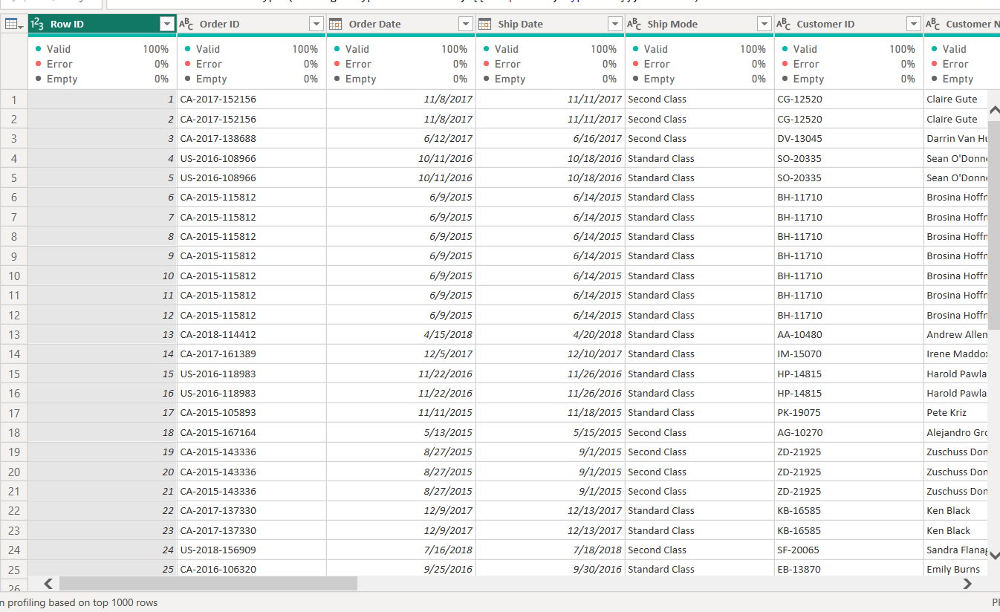 Row ID Order ID Order Date Ship Date Ship Mode Customer ID Customer N
Valid 100% Valid 100% Valid 100% Valid 100% Valid 100% Valid 100% Valid
Error 0% Error 0% Error 0% Error 0% Error 0% Error 0% Error
Empty 0% Empty 0% Empty 0% Empty 0% Empty 0% Empty 0% Empty
1 1 CA-2017-152156 11/8/2017 11/11/2017 Second Class CG-12520 Claire Gute
2 2 CA-2017-152156 11/8/2017 11/11/2017 Second Class CG-12520 Claire Gute
3 3 CA-2017-138688 6/12/2017 6/16/2017 Second Class DV-13045 Darrin Van Hu
4 4 US-2016-108966 10/11/2016 10/18/2016 Standard Class SO-20335 Sean O'Donne
5 5 US-2016-108966 10/11/2016 10/18/2016 Standard Class SO-20335 Sean O'Donne
6 6 CA-2015-115812 6/9/2015 6/14/2015 Standard Class BH-11710 Brosina Hoffm
7 7 CA-2015-115812 6/9/2015 6/14/2015 Standard Class BH-11710 Brosina Hoffm
8 8 CA-2015-115812 6/9/2015 6/14/2015 Standard Class BH-11710 Brosina Hoffm
9 9 CA-2015-115812 6/9/2015 6/14/2015 Standard Class BH-11710 Brosina Hoffm
10 10 CA-2015-115812 6/9/2015 6/14/2015 Standard Class BH-11710 Brosina Hoffm
11 11 CA-2015-115812 6/9/2015 6/14/2015 Standard Class BH-11710 Brosina Hoffm
12 12 CA-2015-115812 6/9/2015 6/14/2015 Standard Class BH-11710 Brosina Hoffm
13 13 CA-2018-114412 4/15/2018 4/20/2018 Standard Class AA-10480 Andrew Allen
14 14 CA-2017-161389 12/5/2017 12/10/2017 Standard Class IM-15070 Irene Maddox
15 15 US-2016-118983 11/22/2016 11/26/2016 Standard Class HP-14815 Harold Pawla
16 16 US-2016-118983 11/22/2016 11/26/2016 Standard Class HP-14815 Harold Pawla
17 17 CA-2015-105893 11/11/2015 11/18/2015 Standard Class PK-19075 Pete Kriz
18 18 CA-2015-167164 5/13/2015 5/15/2015 Second Class AG-10270 Alejandro Gro
19 19 CA-2015-143336 8/27/2015 9/1/2015 Second Class ZD-21925 Zuschuss Don
20 20 CA-2015-143336 8/27/2015 9/1/2015 Second Class ZD-21925 Zuschuss Don
21 21 CA-2015-143336 8/27/2015 9/1/2015 Second Class ZD-21925 Zuschuss Don
22 22 CA-2017-137330 12/9/2017 12/13/2017 Standard Class KB-16585 Ken Black
23 23 CA-2017-137330 12/9/2017 12/13/2017 Standard Class KB-16585 Ken Black
24 24 US-2018-156909 7/16/2018 7/18/2018 Second Class SF-20065 Sandra Flanag
25 25 CA-2016-106320 9/25/2016 9/30/2016 Standard Class EB-13870 Emily Burns
26
n profiling based on top 1000 rows